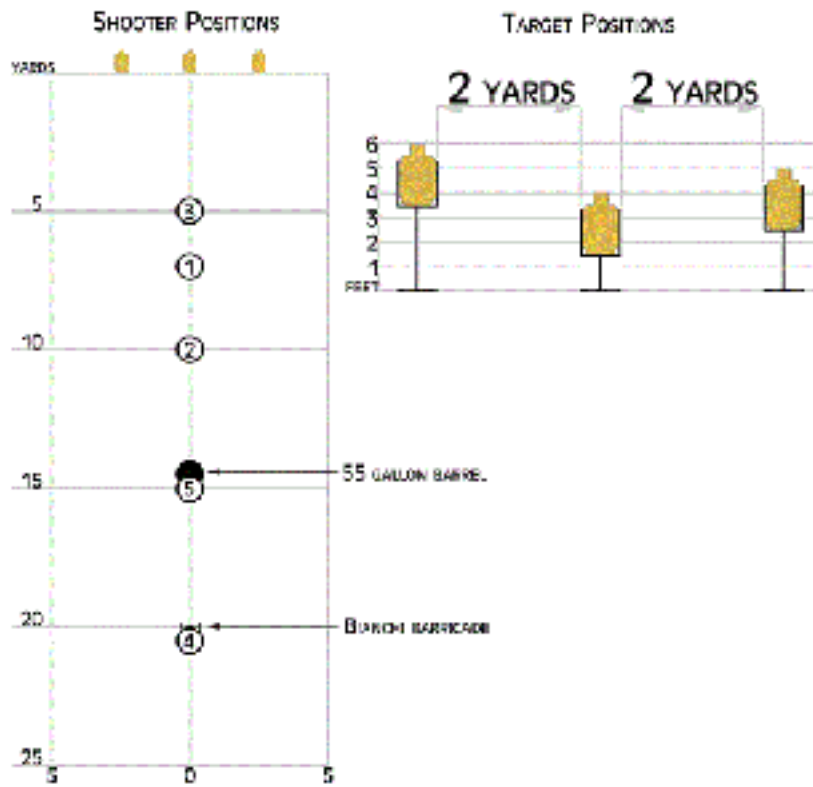 SHOOTER POSITIONS
YARDS
5
3
1
10
2
55 GALLON BARREL
15
5
20
BIANCHI BARRICADE
4
25
5 0 5
TARGET POSITIONS
2 YARDS 2 YARDS
6
5
4
3
2
1
FEET